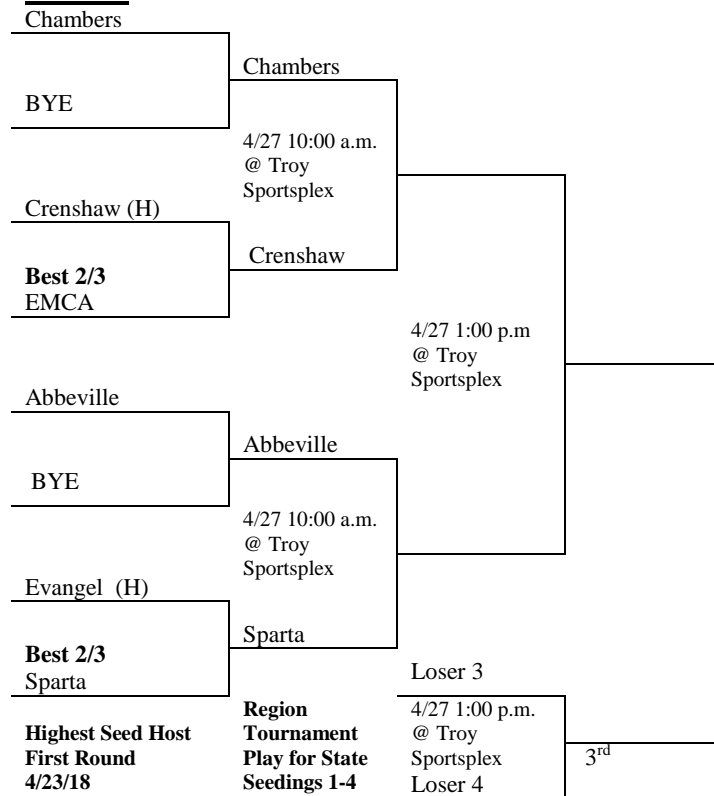 Chambers
BYE
Crenshaw (H)
Best 2/3
EMCA
Abbeville
BYE
Evangel (H)
Best 2/3
Sparta
Highest Seed Host
First Round
4/23/18
Chambers
4/27 10:00 a.m.
@ Troy
Sportsplex
Crenshaw
Abbeville
4/27 10:00 a.m.
@ Troy
Sportsplex
Sparta
Region
Tournament
Play for State
Seedings 1-4
4/27 1:00 p.m
@ Troy
Sportsplex
Loser 3
4/27 1:00 p.m.
@ Troy
Sportsplex
Loser 4
3rd